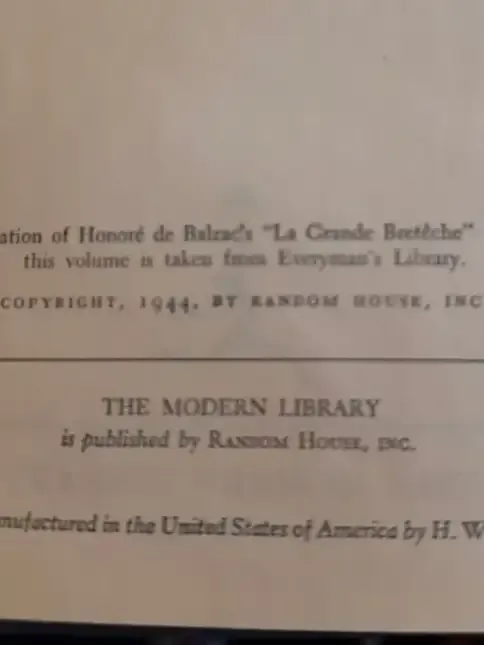 ation of Honoré de Balzac's "La Grande Bretêche"
this volume is taken from Everyman's Library.
COPYRIGHT, 1944, BY RANDOM HOUSE, INC
THE MODERN LIBRARY
is published by RANDOM HOUSE, INC.
nufactured in the United States of America by H. W